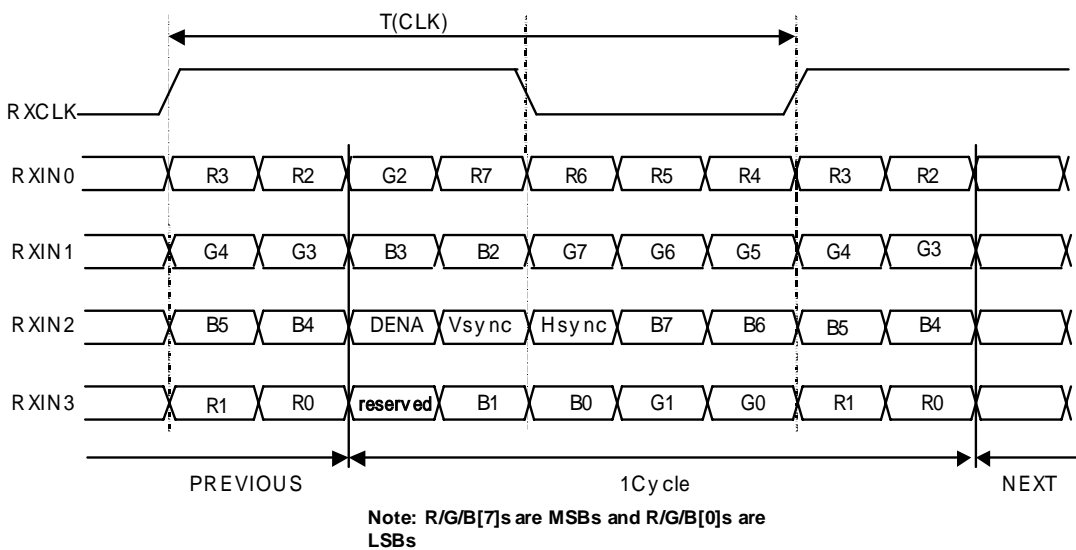 T(CLK)
RXCLK
RXIN0 R3 R2 G2 R7 R6 R5 R4 R3 R2
RXIN1 G4 G3 B3 B2 G7 G6 G5 G4 G3
RXIN2 B5 B4 DENA Vsync Hsync B7 B6 B5 B4
RXIN3 R1 R0 reserved B1 B0 G1 G0 R1 R0
PREVIOUS 1Cycle NEXT
Note: R/G/B[7]s are MSBs and R/G/B[0]s are
LSBs